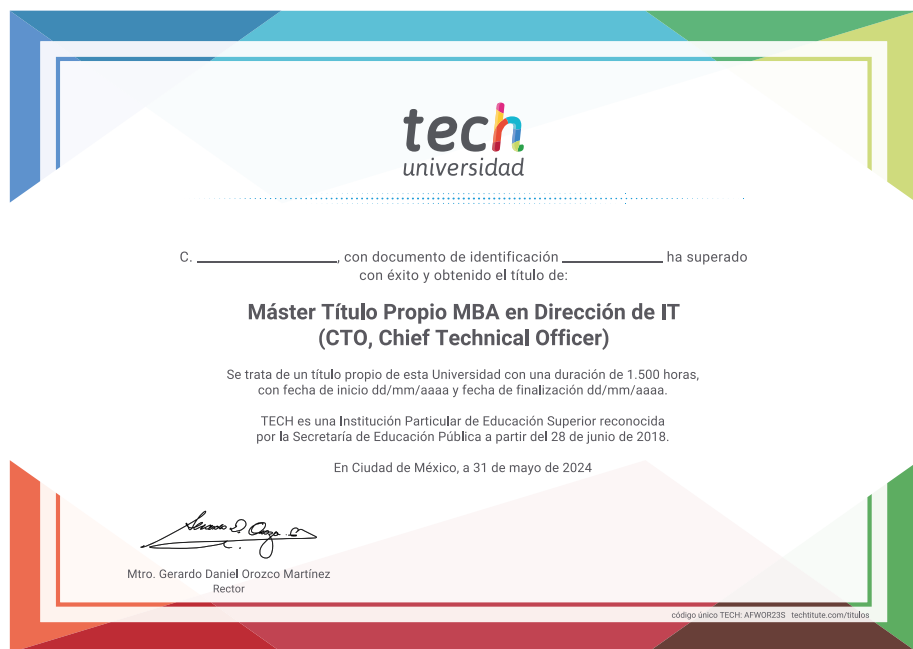 tech
universidad
C. ____________, con documento de identificación ____________ ha superado
con éxito y obtenido el título de:
Máster Título Propio MBA en Dirección de IT
(CTO, Chief Technical Officer)
Se trata de un título propio de esta Universidad con una duración de 1.500 horas,
con fecha de inicio dd/mm/aaaa y fecha de finalización dd/mm/aaaa.
TECH es una Institución Particular de Educación Superior reconocida
por la Secretaría de Educación Pública a partir del 28 de junio de 2018.
En Ciudad de México, a 31 de mayo de 2024
Mtro. Gerardo Daniel Orozco Martínez
Rector
código único TECH: AFWOR23S techtitute.com/titulos